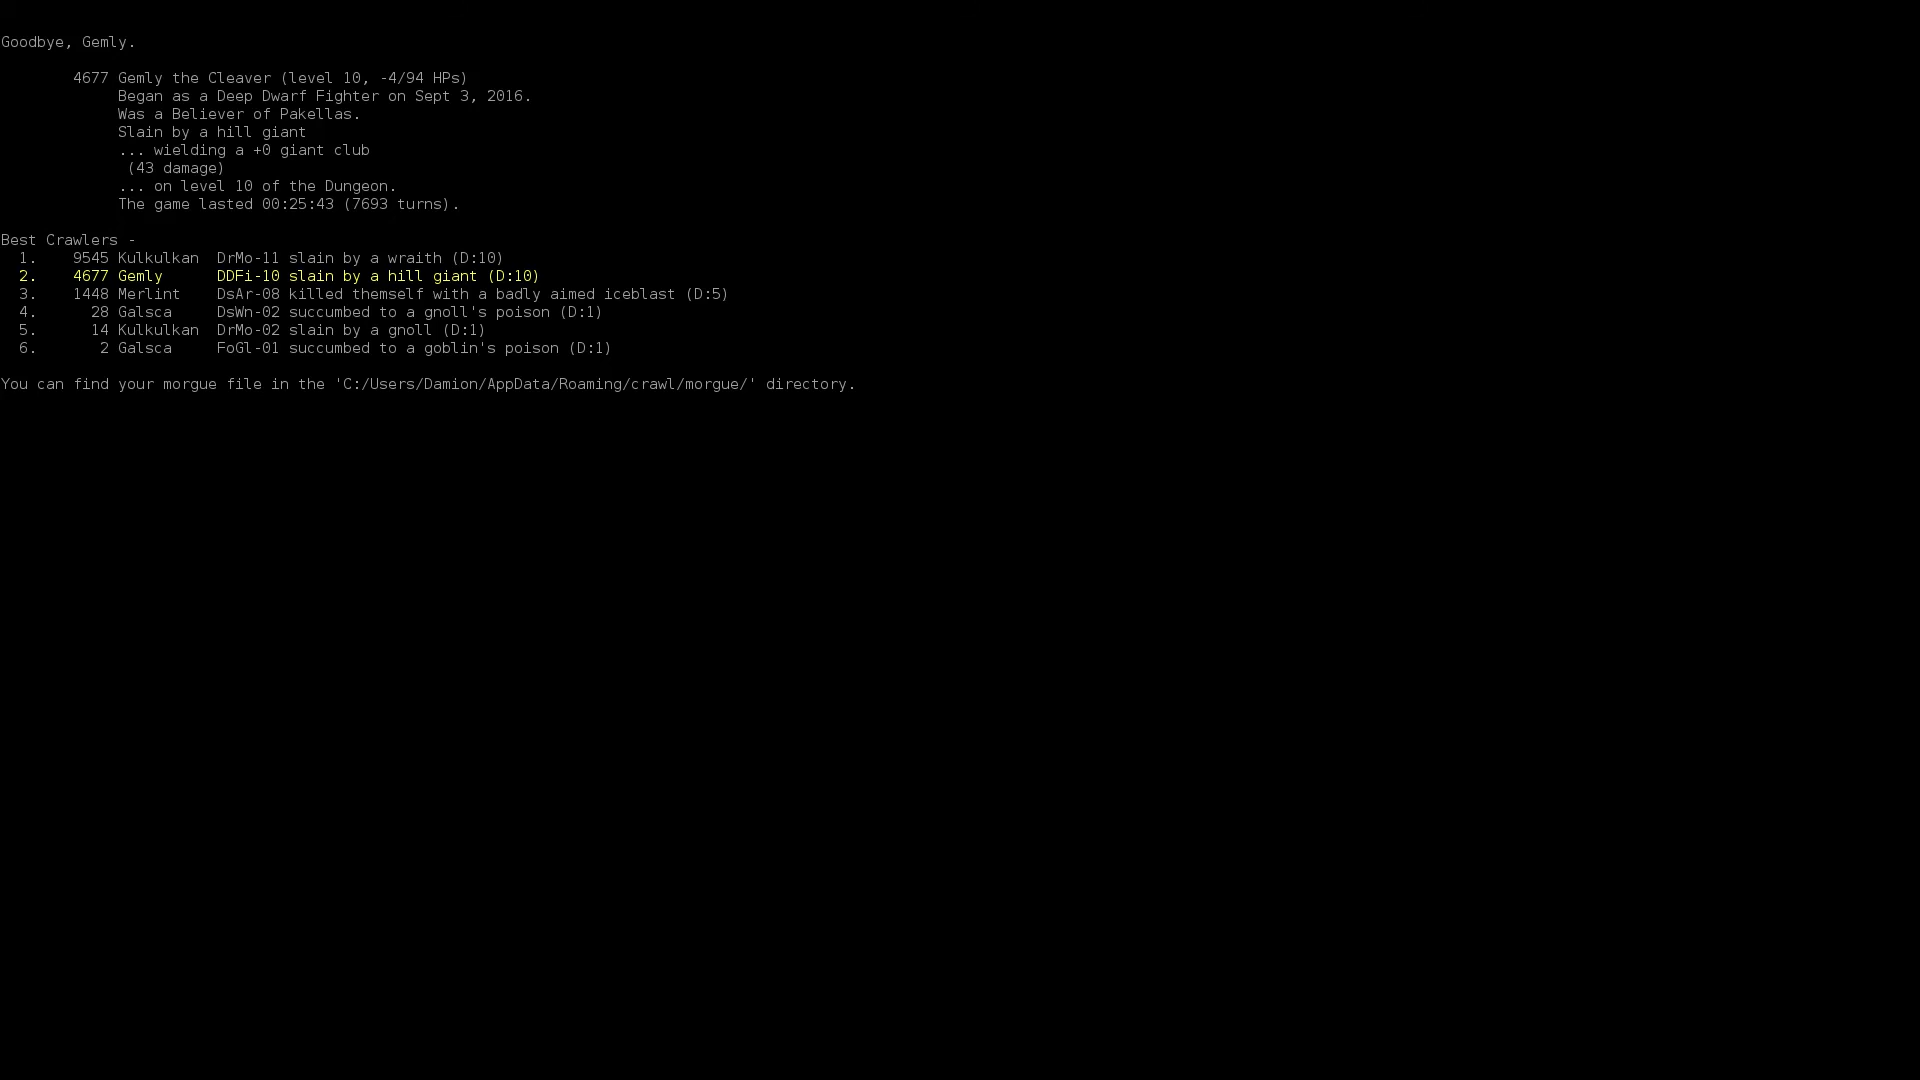 Goodbye, Gemly.
4677 Gemly the Cleaver (level 10, -4/94 HPs)
Began as a Deep Dwarf Fighter on Sept 3, 2016.
Was a Believer of Pakellas.
Slain by a hill giant
... wielding a +0 giant club
(43 damage)
... on level 10 of the Dungeon.
The game lasted 00:25:43 (7693 turns).
Best Crawlers -
1. 9545 Kulkulkan DrMo-11 slain by a wraith (D:10)
2. 4677 Gemly DDFi-10 slain by a hill giant (D:10)
3. 1448 Merlint DsAr-08 killed themself with a badly aimed iceblast (D:5)
4. 28 Galsca DsWn-02 succumbed to a gnoll's poison (D:1)
5. 14 Kulkulkan DrMo-02 slain by a gnoll (D:1)
6. 2 Galsca FoGl-01 succumbed to a goblin's poison (D:1)
You can find your morgue file in the 'C:/Users/Damion/AppData/Roaming/crawl/morgue/' directory.